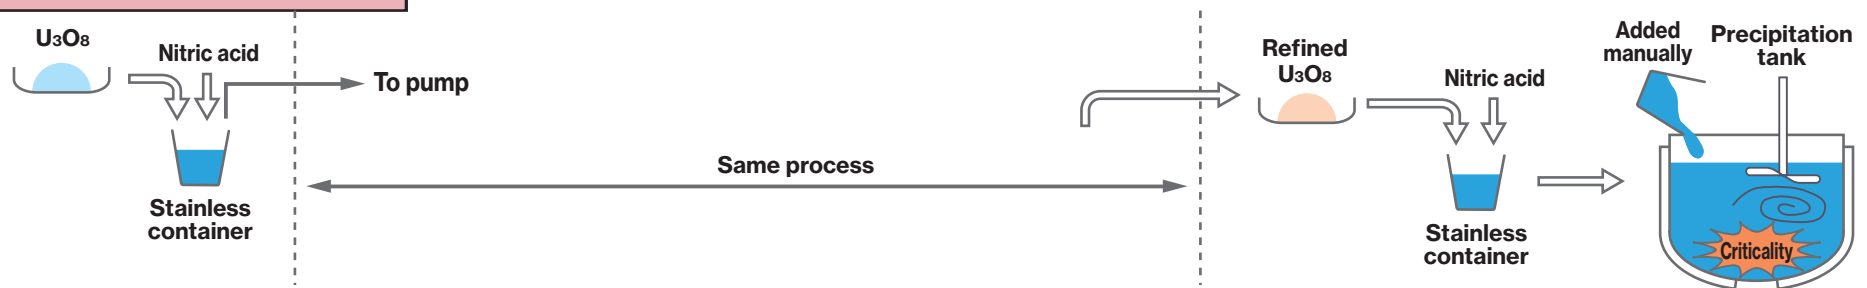 U₃O₈
Nitric acid
To pump
Stainless
container
Same process
Refined
U₃O₈
Nitric acid
Stainless
container
Added
manually
Precipitation
tank
Criticality